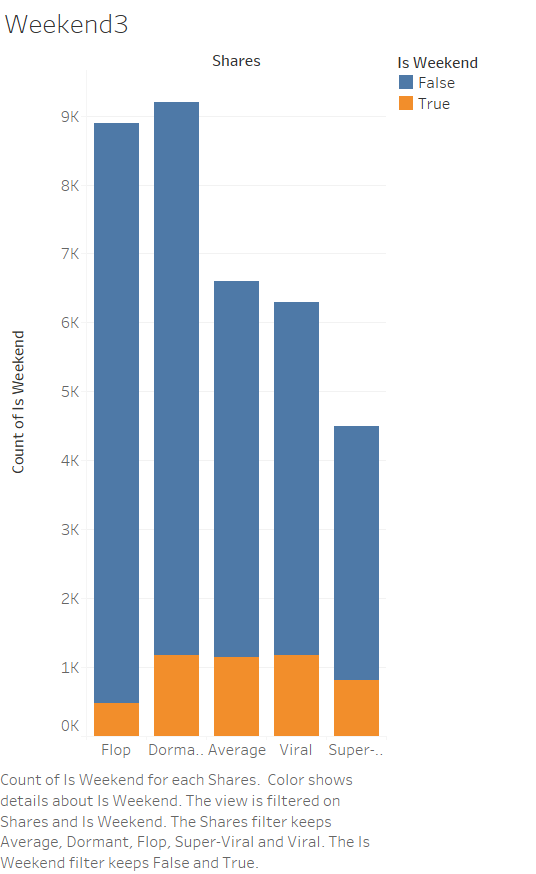 Weekend3
Shares
Is Weekend
False
True
9K
8K
7K
6K
5K
4K
3K
2K
1K
0K
Count of Is Weekend
Flop Dorma.. Average Viral Super-..
Count of Is Weekend for each Shares. Color shows
details about Is Weekend. The view is filtered on
Shares and Is Weekend. The Shares filter keeps
Average, Dormant, Flop, Super-Viral and Viral. The Is
Weekend filter keeps False and True.